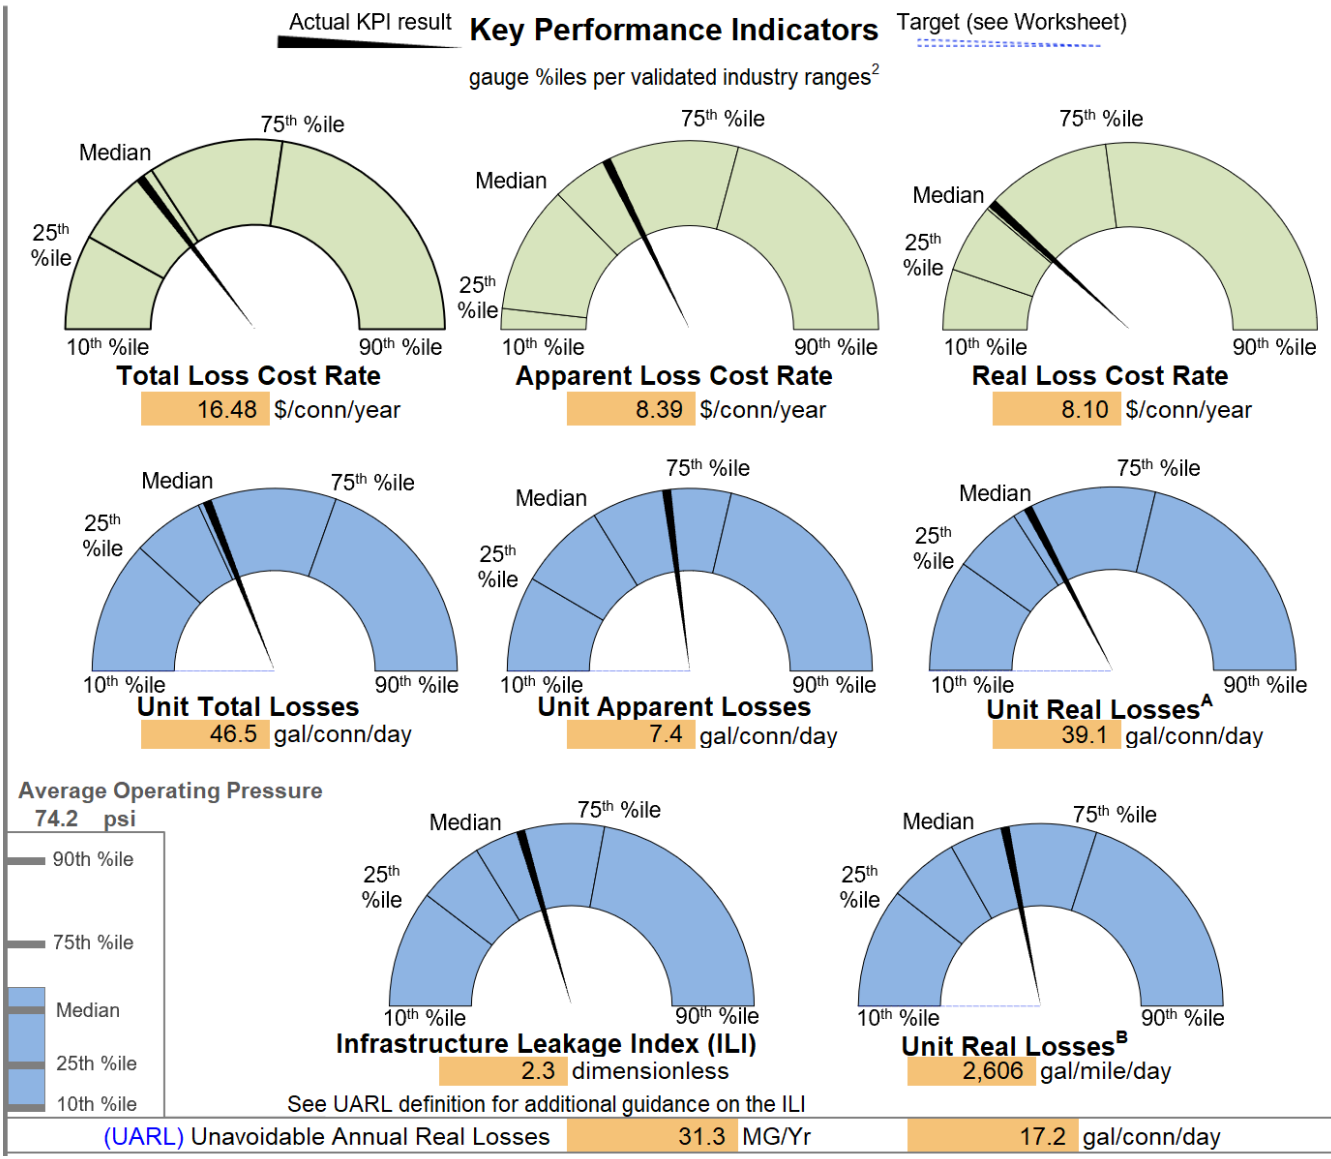 Actual KPI result Key Performance Indicators Target (see Worksheet)
gauge %iles per validated industry ranges²
75th %ile
Median
25th
%ile
10th %ile
90th %ile
Total Loss Cost Rate
16.48 $/conn/year
75th %ile
Median
25th
%ile
10th %ile
90th %ile
Apparent Loss Cost Rate
8.39 $/conn/year
75th %ile
Median
25th
%ile
10th %ile
90th %ile
Real Loss Cost Rate
8.10 $/conn/year
Median
75th %ile
25th
%ile
10th %ile
90th %ile
Unit Total Losses
46.5 gal/conn/day
75th %ile
Median
25th
%ile
10th %ile
90th %ile
Unit Apparent Losses
7.4 gal/conn/day
75th %ile
Median
25th
%ile
10th %ile
90th %ile
Unit Real Losses^A
39.1 gal/conn/day
Average Operating Pressure
74.2 psi
90th %ile
75th %ile
Median
25th %ile
10th %ile
75th %ile
Median
25th
%ile
10th %ile
90th %ile
Infrastructure Leakage Index (ILI)
2.3 dimensionless
See UARL definition for additional guidance on the ILI
75th %ile
Median
25th
%ile
10th %ile
90th %ile
Unit Real Losses^B
2,606 gal/mile/day
(UARL) Unavoidable Annual Real Losses 31.3 MG/Yr 17.2 gal/conn/day